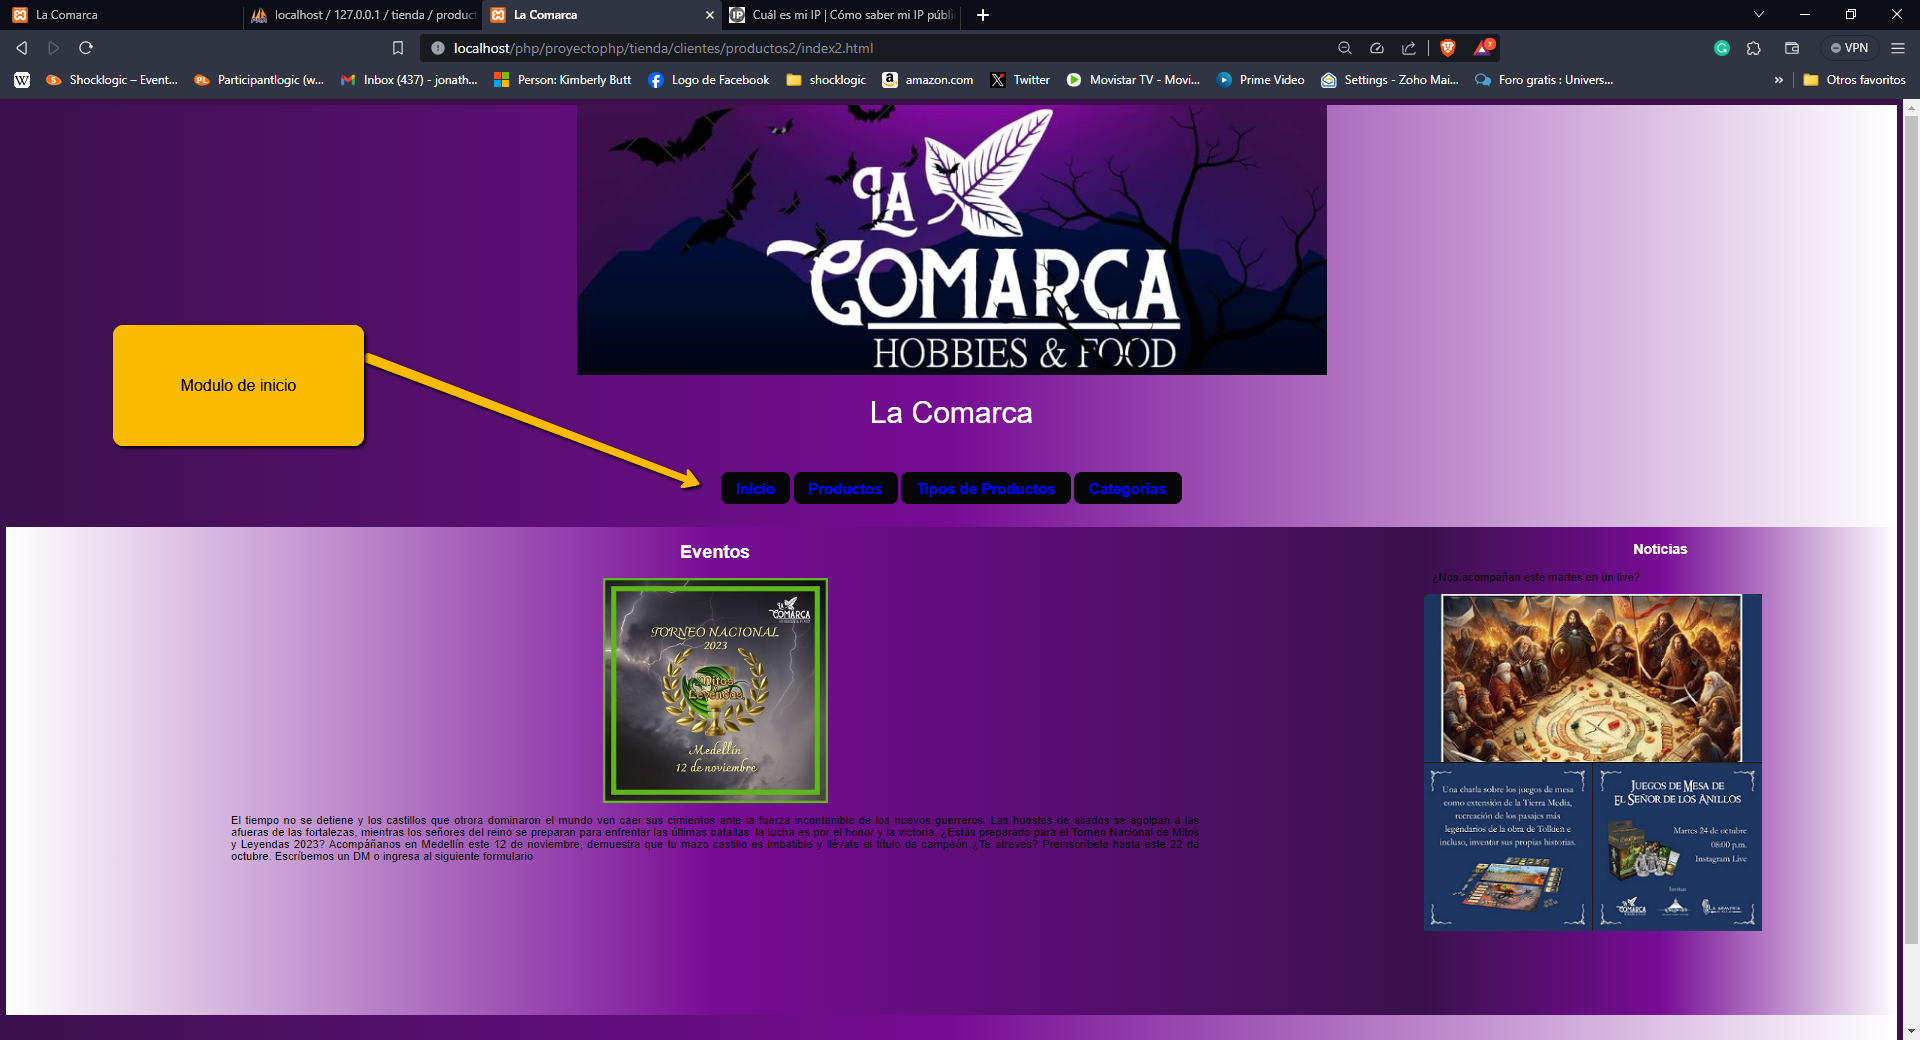 La Comarca
localhost / 127.0.0.1 / tienda / product
La Comarca
Cuál es mi IP | Cómo saber mi IP públi
localhost/php/proyectophp/tienda/clientes/productos2/index2.html
7
VPN
Shocklogic – Event...
Participantlogic (w...
Inbox (437) - jonath...
Person: Kimberly Butt
Logo de Facebook
shocklogic
amazon.com
Twitter
Movistar TV - Movi...
Prime Video
Settings - Zoho Mai...
Foro gratis : Univers...
»
Otros favoritos
LA
COMARCA
HOBBIES & FOOD
Modulo de inicio
La Comarca
Inicio
Productos
Tipos de Productos
Categorias
Eventos
LA
COMARCA
HOBBIES & FOOD
TORNEO NACIONAL
2023
Mitos
Leyendas
Medellín
12 de noviembre
El tiempo no se detiene y los castillos que otrora dominaron el mundo ven caer sus cimientos ante la fuerza incontenible de los nuevos guerreros. Las huestes de aliados se agolpan a las
afueras de las fortalezas, mientras los señores del reino se preparan para enfrentar las últimas batallas: la lucha es por el honor y la victoria. ¿Estás preparado para el Torneo Nacional de Mitos
y Leyendas 2023? Acompáñanos en Medellín este 12 de noviembre, demuestra que tu mazo castillo es imbatible y llévate el título de campeón ¿Te atreves? Preinscríbete hasta este 22 de
octubre. Escríbemos un DM o ingresa al siguiente formulario
Noticias
¿Nos acompañan este martes en un live?
Una charla sobre los juegos de mesa
como extensión de la Tierra Media,
recreación de los pasajes más
legendarios de la obra de Tolkien e
incluso, inventar sus propias historias.
JUEGOS DE MESA DE
EL SEÑOR DE LOS ANILLOS
Martes 24 de octubre
08:00 p.m.
Instagram Live
Invitan
COMARCA